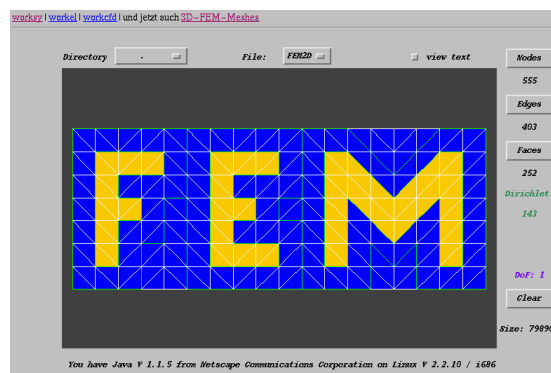 worksy | workel | workcfd | und jetzt auch 3D-FEM-Meshes
Directory . File: FEM2D view text
Nodes
555
Edges
403
Faces
252
Dirichlet
143
FEM
DoF: 1
Clear
Size: 79890
You have Java V 1.1.5 from Netscape Communications Corporation on Linux V 2.2.10 / i686